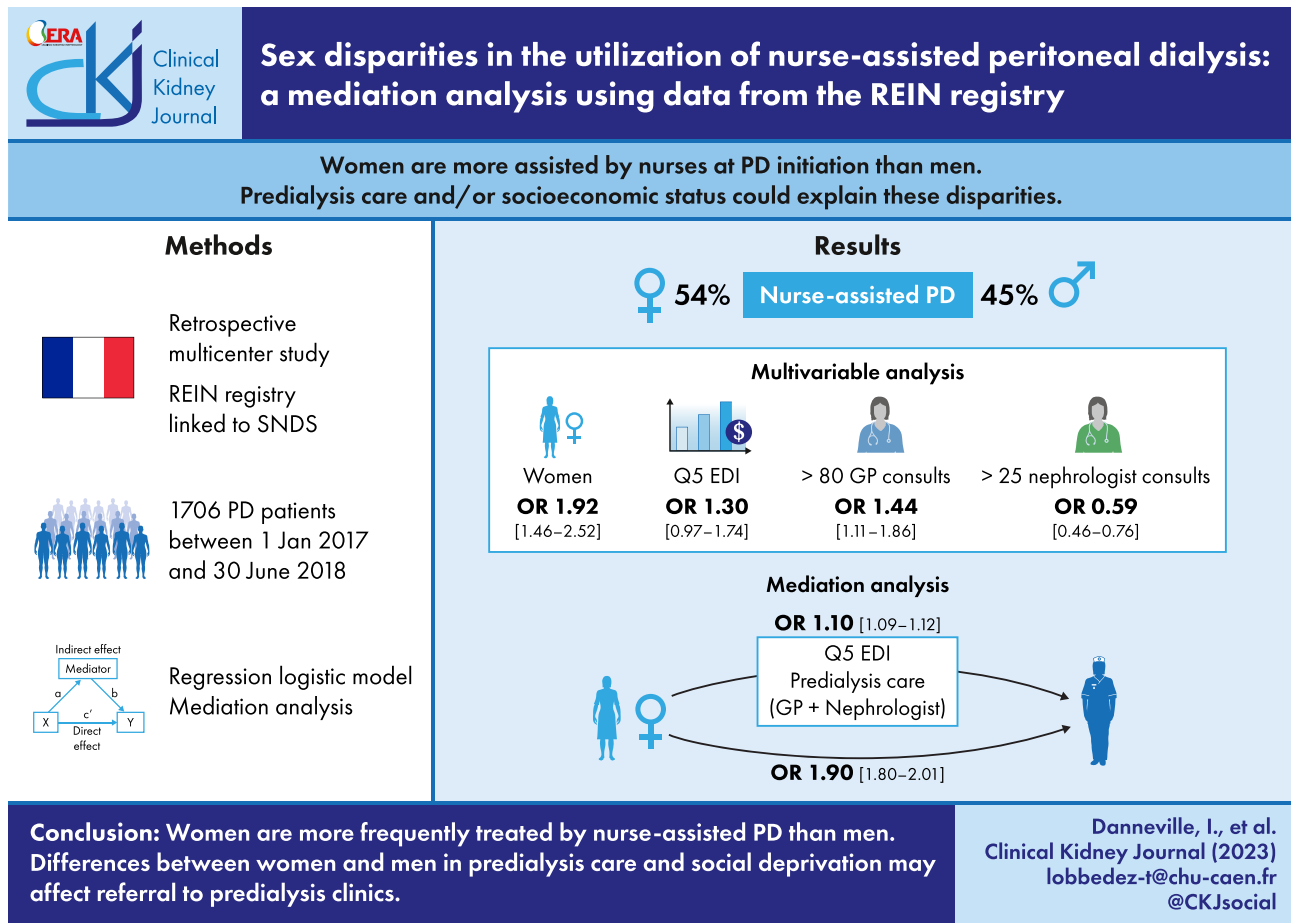 ERA
ckj
Clinical
Kidney
Journal
Sex disparities in the utilization of nurse-assisted peritoneal dialysis:
a mediation analysis using data from the REIN registry
Women are more assisted by nurses at PD initiation than men.
Predialysis care and/or socioeconomic status could explain these disparities.
Methods
Retrospective
multicenter study
REIN registry
linked to SNDS
1706 PD patients
between 1 Jan 2017
and 30 June 2018
Indirect effect
Mediator
a
b
X
c'
Y
Direct
effect
Regression logistic model
Mediation analysis
Results
54%
Nurse-assisted PD
45%
Multivariable analysis
$
Women
OR 1.92
[1.46–2.52]
Q5 EDI
OR 1.30
[0.97–1.74]
> 80 GP consults
OR 1.44
[1.11–1.86]
> 25 nephrologist consults
OR 0.59
[0.46–0.76]
Mediation analysis
OR 1.10 [1.09–1.12]
Q5 EDI
Predialysis care
(GP + Nephrologist)
OR 1.90 [1.80–2.01]
Conclusion: Women are more frequently treated by nurse-assisted PD than men.
Differences between women and men in predialysis care and social deprivation may
affect referral to predialysis clinics.
Danneville, I., et al.
Clinical Kidney Journal (2023)
lobbedez-t@chu-caen.fr
@CKJsocial